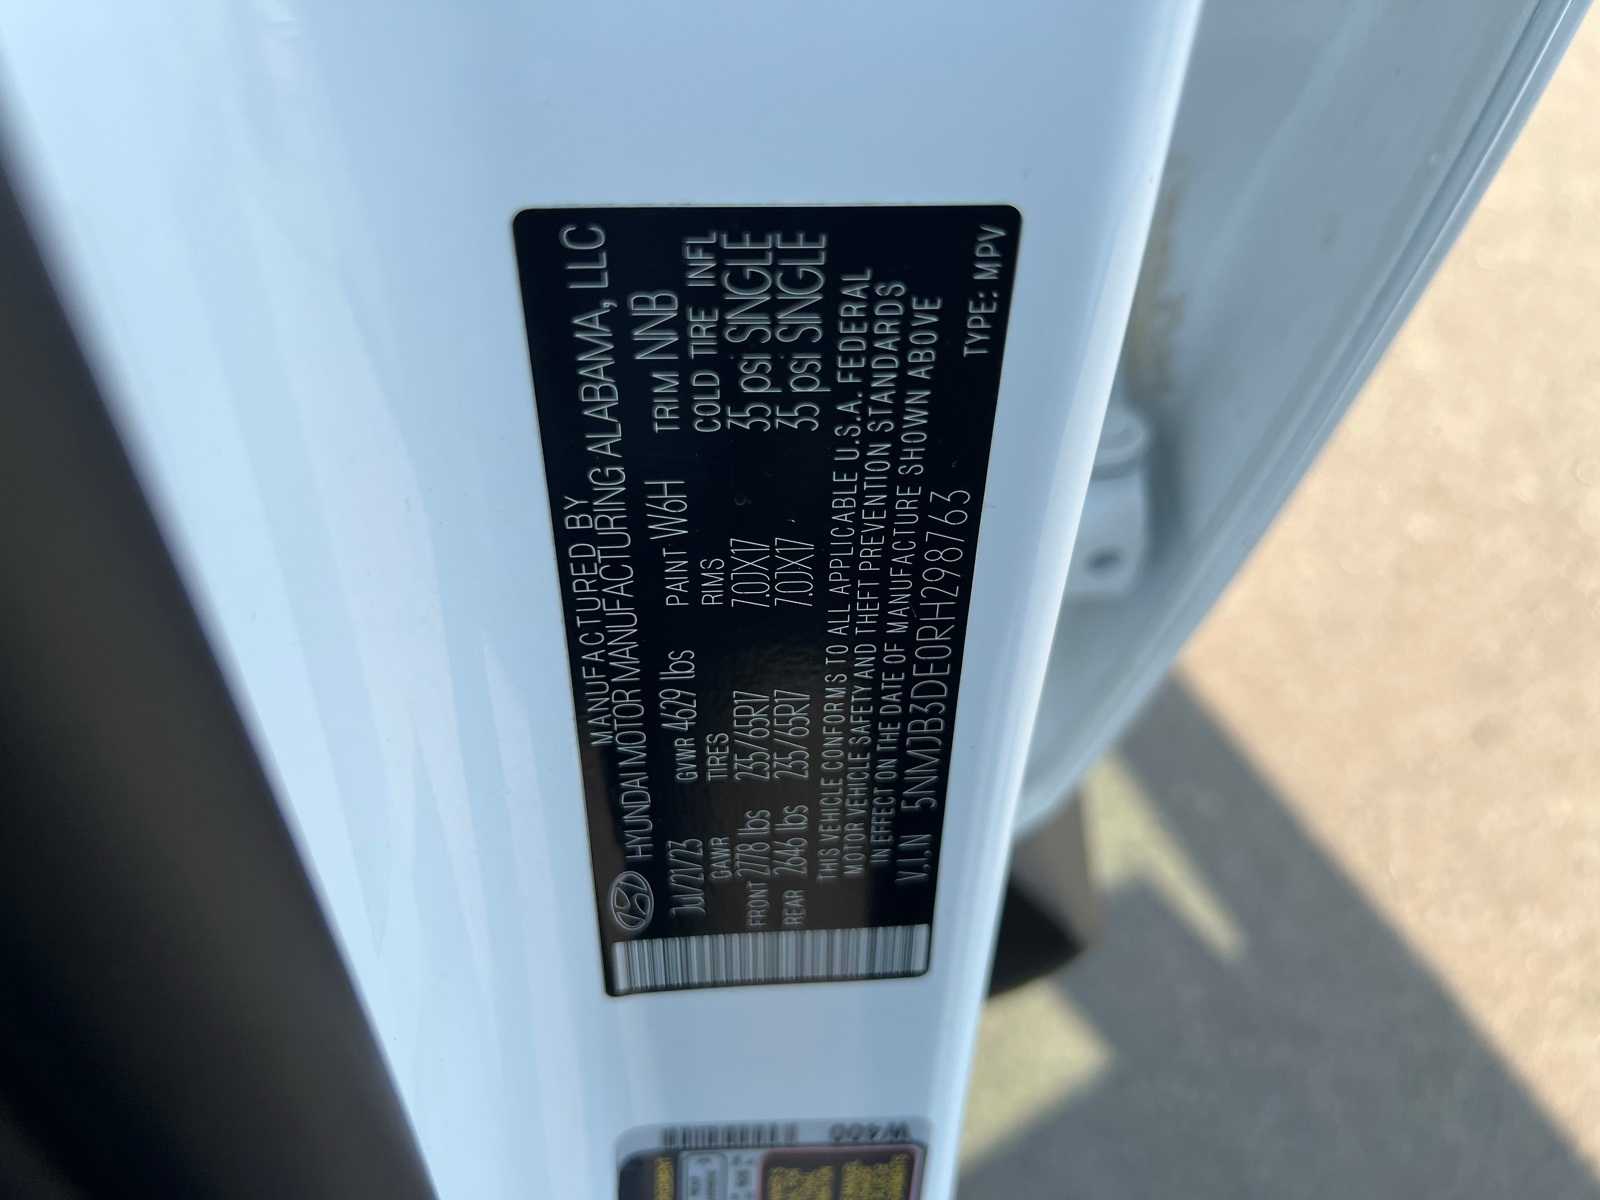 MANUFACTURED BY
HYUNDAI MOTOR MANUFACTURING ALABAMA, LLC
JUL/21/23 GVWR 4629 lbs PAINT W6H TRIM NNB
GAWR TIRES RIMS COLD TIRE INFL
FRONT 2778 lbs 235/65R17 7.0JX17 35 psi SINGLE
REAR 2646 lbs 235/65R17 7.0JX17 35 psi SINGLE
THIS VEHICLE CONFORMS TO ALL APPLICABLE U.S.A. FEDERAL
MOTOR VEHICLE SAFETY AND THEFT PREVENTION STANDARDS
IN EFFECT ON THE DATE OF MANUFACTURE SHOWN ABOVE
V.I.N 5NMJB3DE0RH298763
TYPE: MPV